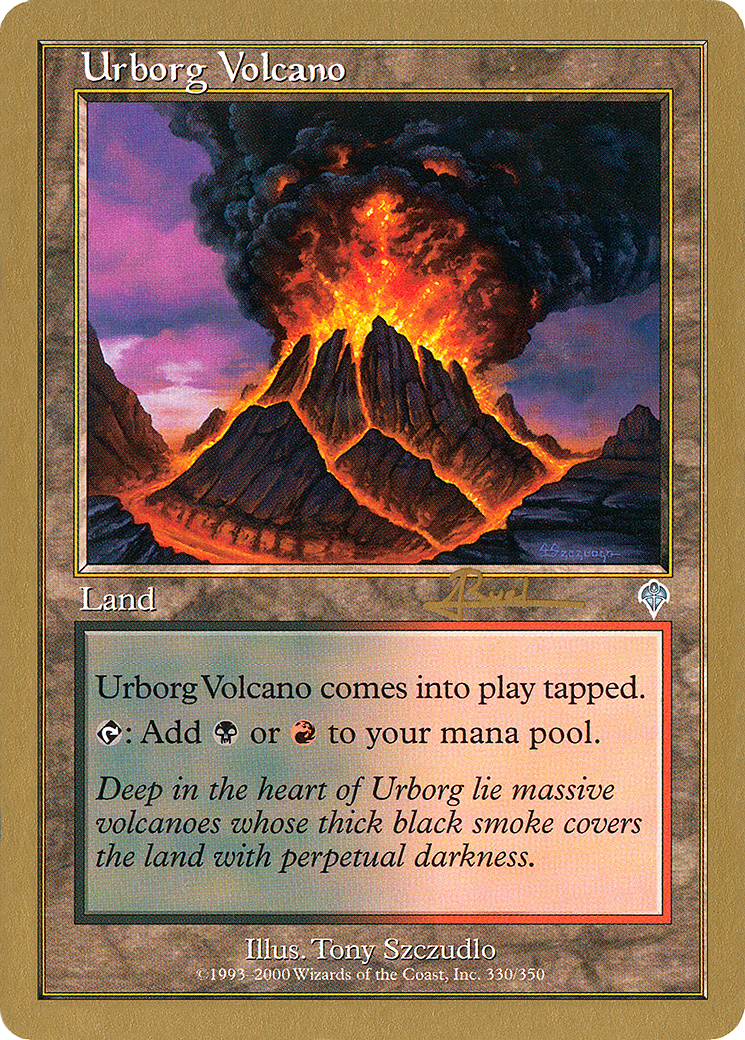 Urborg Volcano
Land
Urborg Volcano comes into play tapped.
: Add or to your mana pool.
Deep in the heart of Urborg lie massive
volcanoes whose thick black smoke covers
the land with perpetual darkness.
Illus. Tony Szczudlo
©1993–2000 Wizards of the Coast, Inc. 330/350